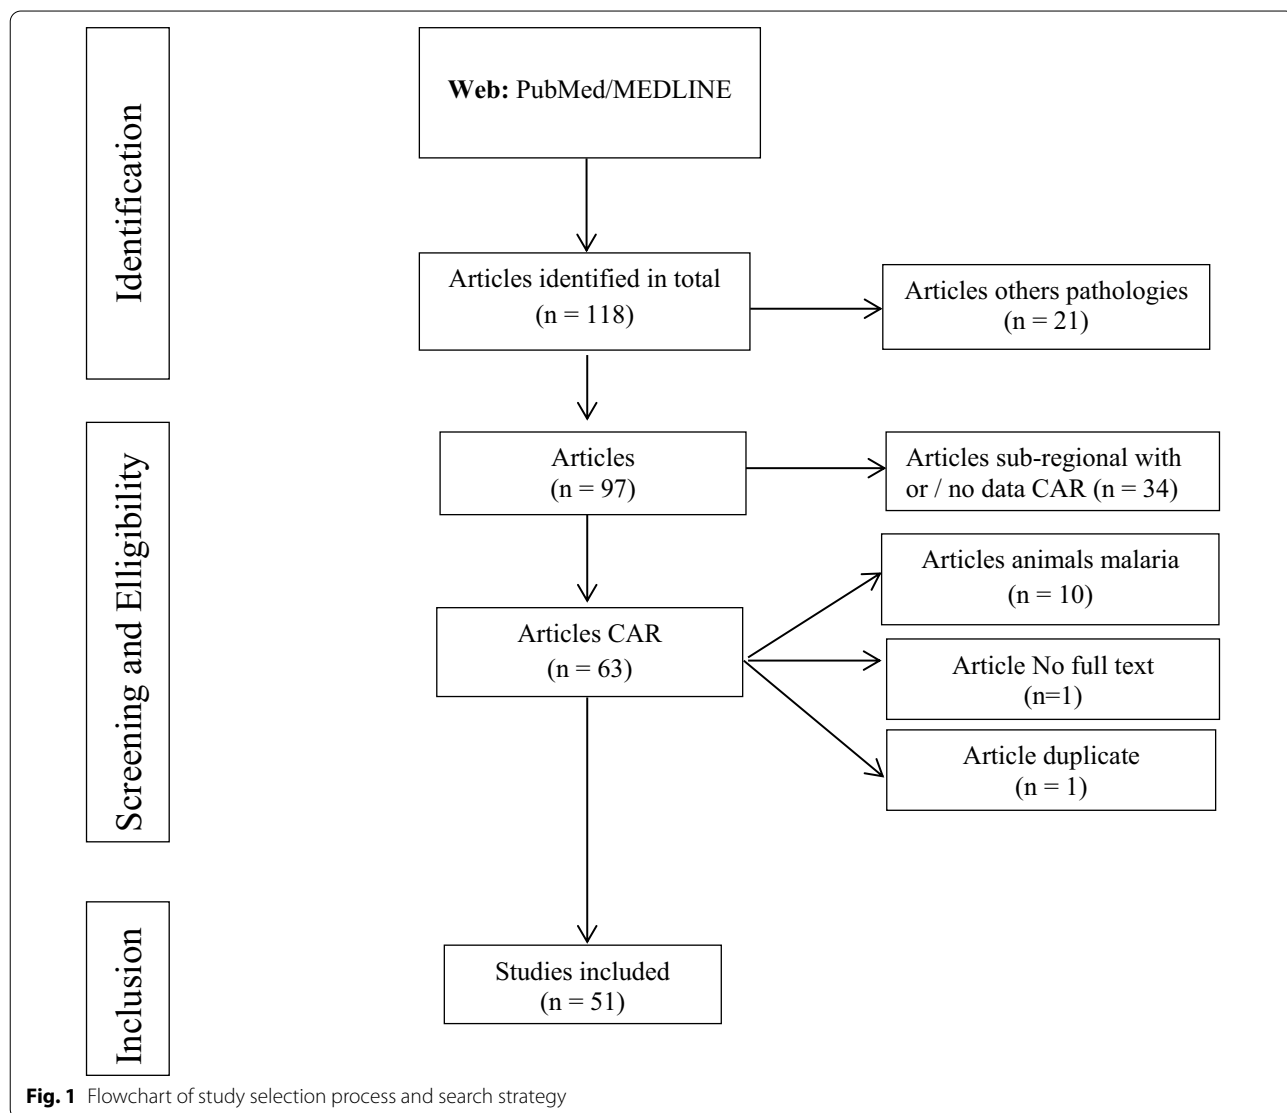 Identification
Web: PubMed/MEDLINE
Articles identified in total
(n = 118)
Articles others pathologies
(n = 21)
Screening and Elligibility
Articles
(n = 97)
Articles sub-regional with
or / no data CAR (n = 34)
Articles CAR
(n = 63)
Articles animals malaria
(n = 10)
Article No full text
(n=1)
Article duplicate
(n = 1)
Inclusion
Studies included
(n = 51)
Fig. 1 Flowchart of study selection process and search strategy